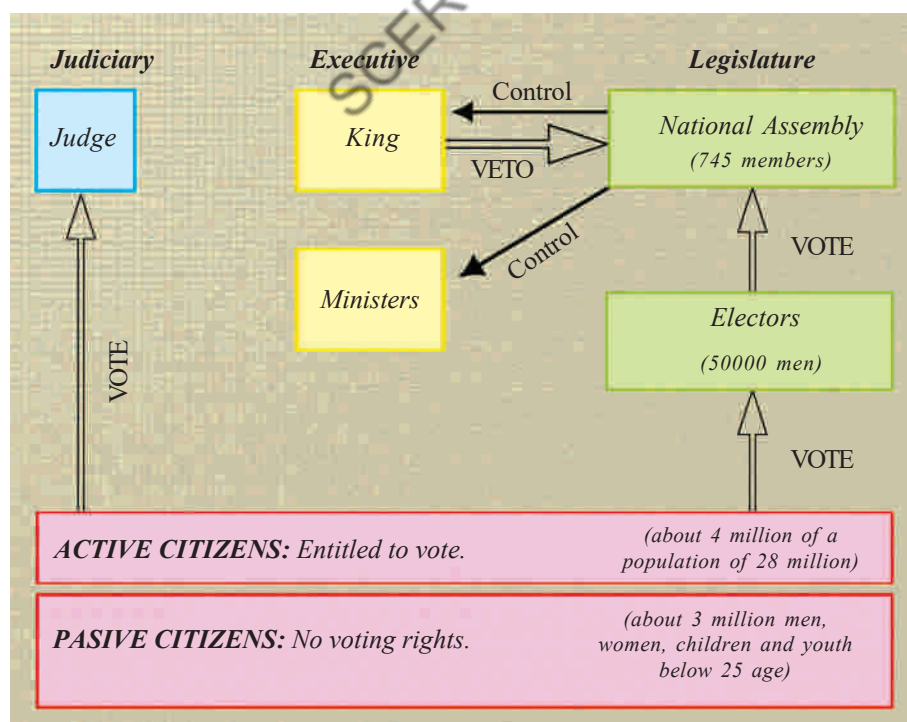 SCER
Judiciary
Executive
Legislature
Judge
King
Control
VETO
National Assembly
(745 members)
Control
Ministers
VOTE
Electors
(50000 men)
VOTE
VOTE
ACTIVE CITIZENS: Entitled to vote.
(about 4 million of a
population of 28 million)
PASIVE CITIZENS: No voting rights.
(about 3 million men,
women, children and youth
below 25 age)